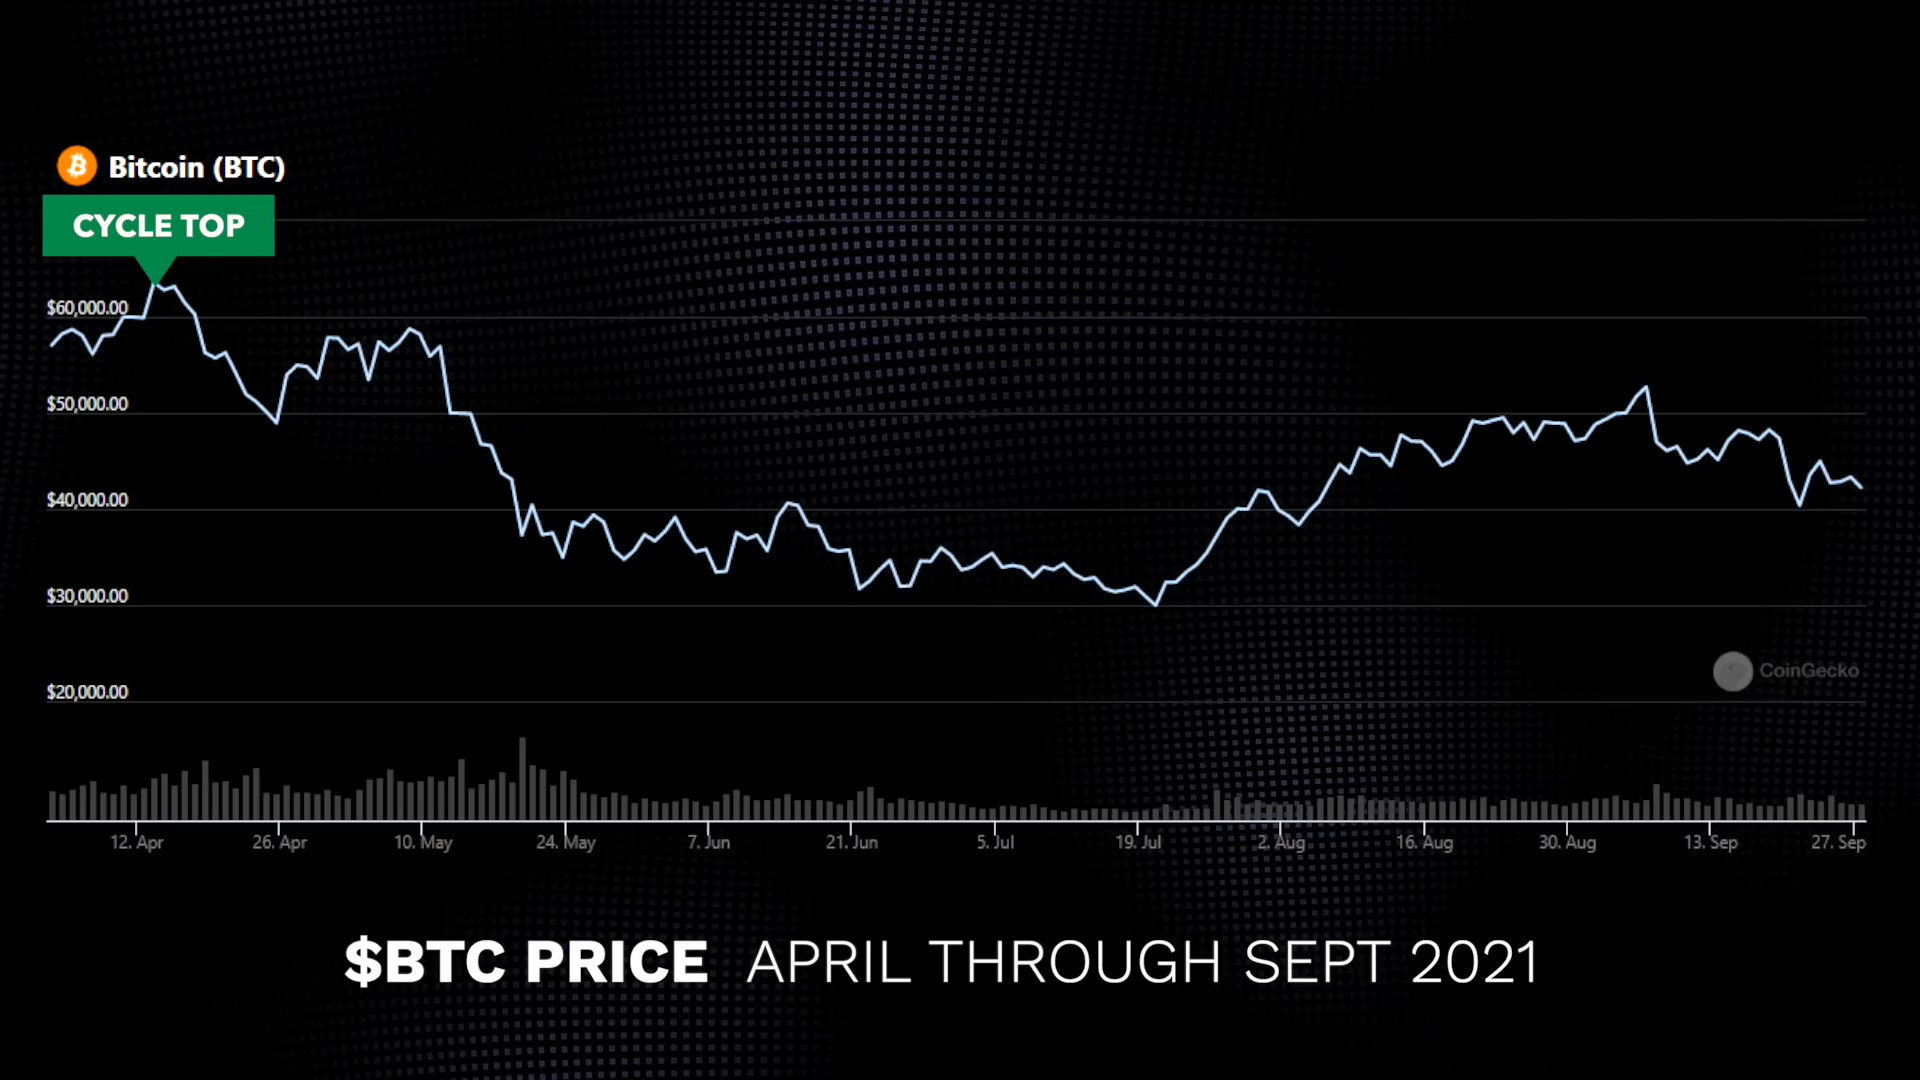 Bitcoin (BTC)
CYCLE TOP
$60,000.00
$50,000.00
$40,000.00
$30,000.00
$20,000.00
CoinGecko
12. Apr 26. Apr 10. May 24. May 7. Jun 21. Jun 5. Jul 19. Jul 2. Aug 16. Aug 30. Aug 13. Sep 27. Sep
$BTC PRICE APRIL THROUGH SEPT 2021